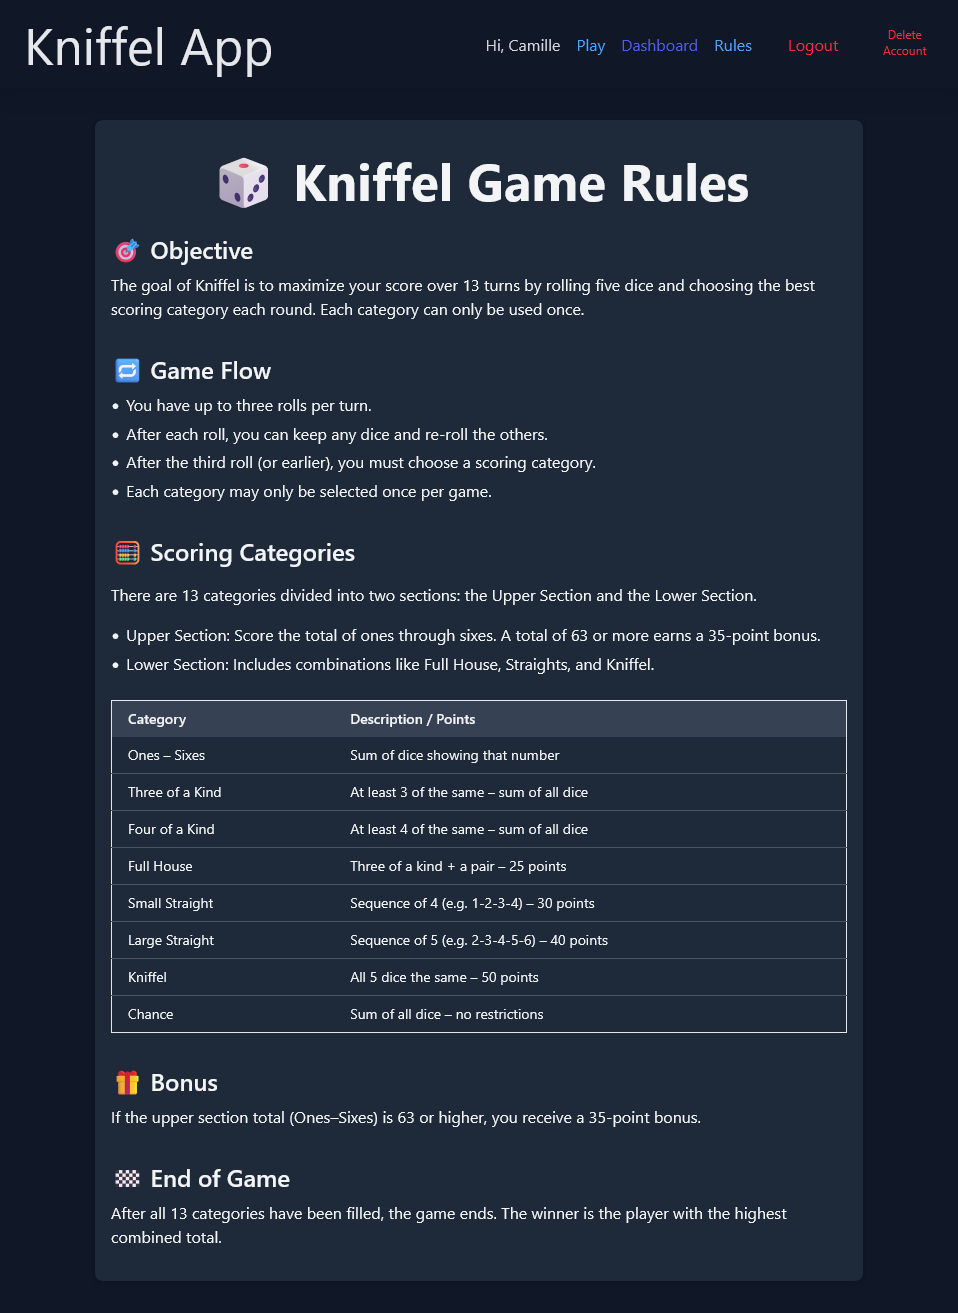 Kniffel App
Hi, Camille Play Dashboard Rules Logout Delete Account
Kniffel Game Rules
Objective
The goal of Kniffel is to maximize your score over 13 turns by rolling five dice and choosing the best
scoring category each round. Each category can only be used once.
Game Flow
• You have up to three rolls per turn.
• After each roll, you can keep any dice and re-roll the others.
• After the third roll (or earlier), you must choose a scoring category.
• Each category may only be selected once per game.
Scoring Categories
There are 13 categories divided into two sections: the Upper Section and the Lower Section.
• Upper Section: Score the total of ones through sixes. A total of 63 or more earns a 35-point bonus.
• Lower Section: Includes combinations like Full House, Straights, and Kniffel.
Category Description / Points
Ones – Sixes Sum of dice showing that number
Three of a Kind At least 3 of the same – sum of all dice
Four of a Kind At least 4 of the same – sum of all dice
Full House Three of a kind + a pair – 25 points
Small Straight Sequence of 4 (e.g. 1-2-3-4) – 30 points
Large Straight Sequence of 5 (e.g. 2-3-4-5-6) – 40 points
Kniffel All 5 dice the same – 50 points
Chance Sum of all dice – no restrictions
Bonus
If the upper section total (Ones–Sixes) is 63 or higher, you receive a 35-point bonus.
End of Game
After all 13 categories have been filled, the game ends. The winner is the player with the highest
combined total.